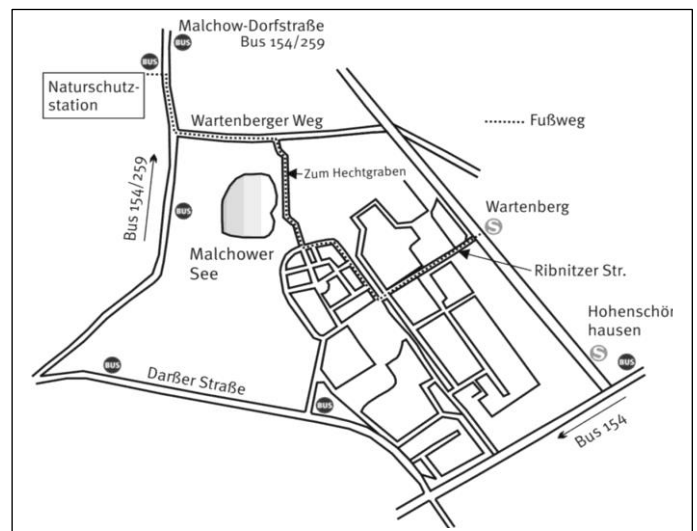 Malchow-Dorfstraße
Bus 154/259
BUS
BUS
Naturschutz-
station
Wartenberger Weg
Fußweg
Zum Hechtgraben
Bus 154/259
BUS
Wartenberg
S
Malchower
See
Ribnitzer Str.
Hohenschön
hausen
S
BUS
BUS
Darßer Straße
BUS
Bus 154